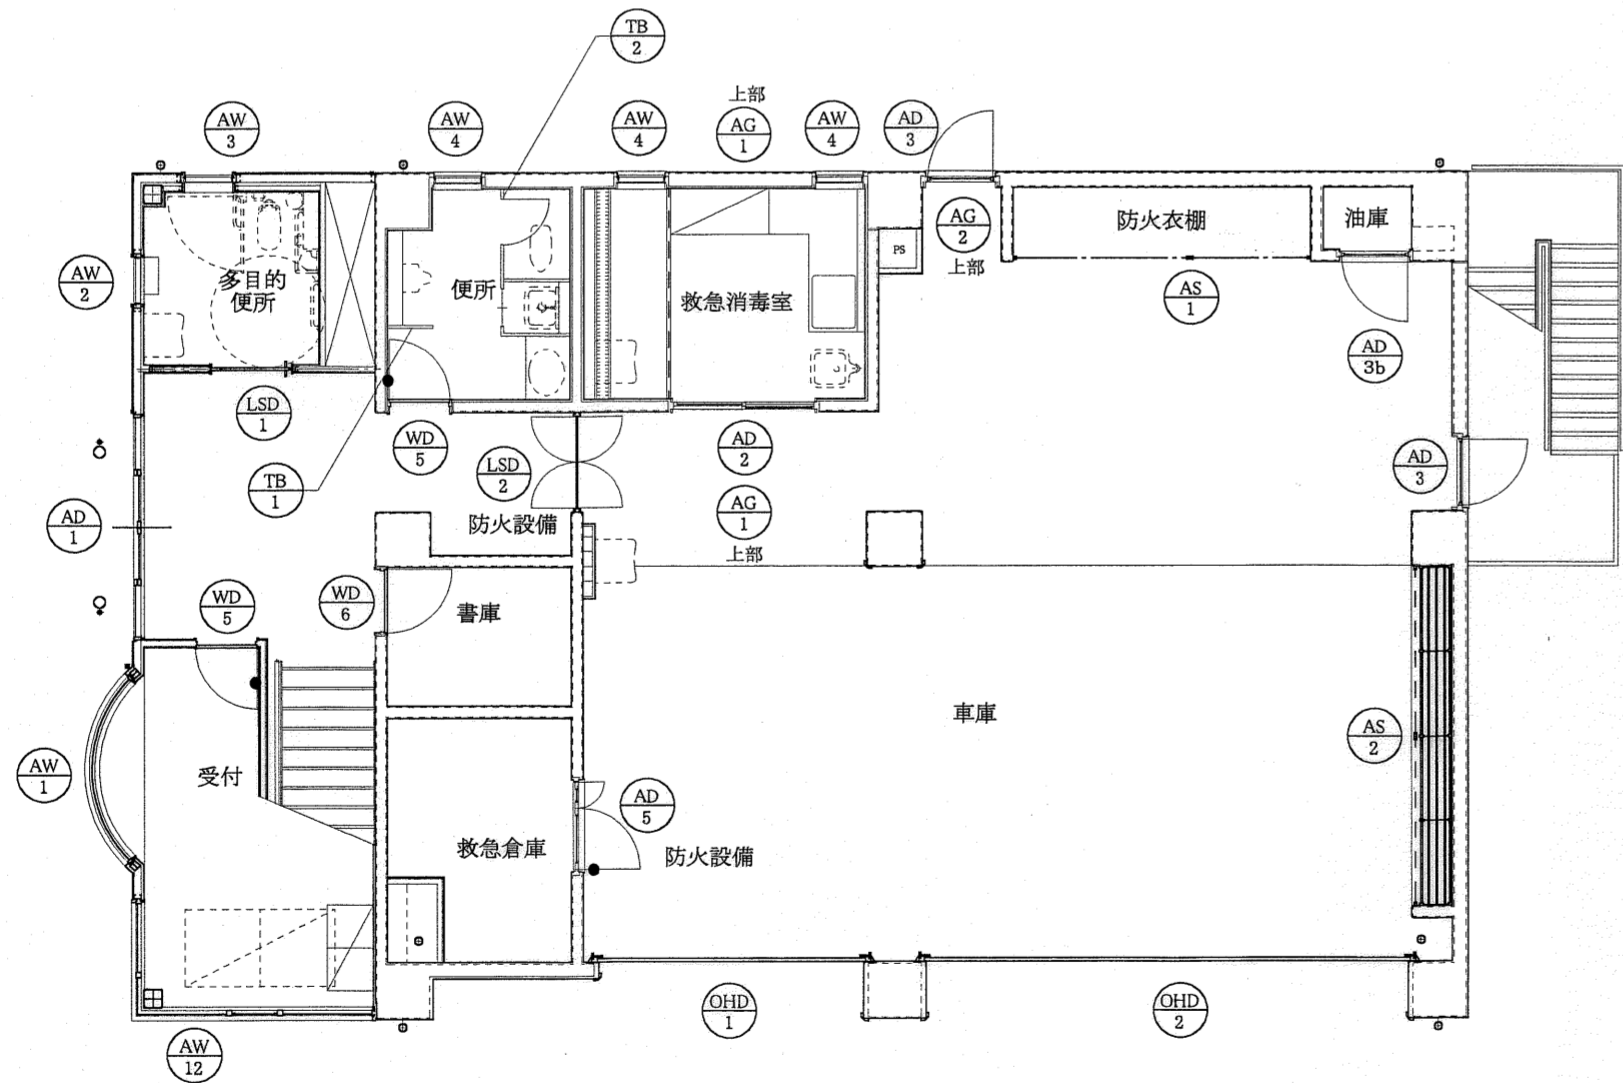 TB
2
上部
AW
3
AW
4
AW
4
AG
1
AW
4
AD
3
防火衣棚
油庫
AG
2
上部
PS
AW
2
多目的
便所
便所
救急消毒室
AS
1
AD
3b
LSD
1
WD
5
LSD
2
AD
2
AD
3
TB
1
AG
1
上部
防火設備
AD
1
WD
5
WD
6
書庫
車庫
AS
2
AW
1
受付
AD
5
救急倉庫
防火設備
OHD
1
OHD
2
AW
12